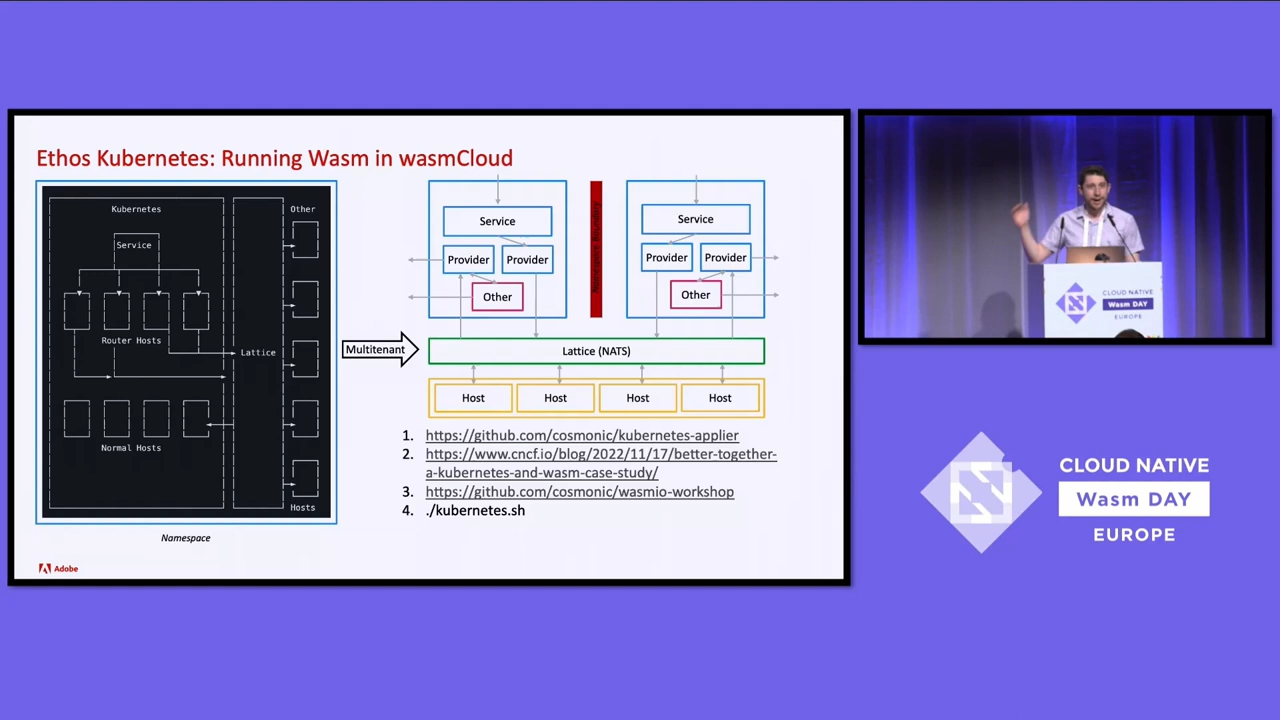 Ethos Kubernetes: Running Wasm in wasmCloud
Kubernetes
Other
Service
Router Hosts
Lattice
Normal Hosts
Hosts
Namespace
Multitenant
Service
Provider
Provider
Other
Namespace Boundary
Service
Provider
Provider
Other
Lattice (NATS)
Host
Host
Host
Host
1. https://github.com/cosmonic/kubernetes-applier
2. https://www.cncf.io/blog/2022/11/17/better-together-
a-kubernetes-and-wasm-case-study/
3. https://github.com/cosmonic/wasmio-workshop
4. ./kubernetes.sh
Adobe
CLOUD NATIVE
Wasm DAY
EUROPE
CLOUD NATIVE
Wasm DAY
EUROPE